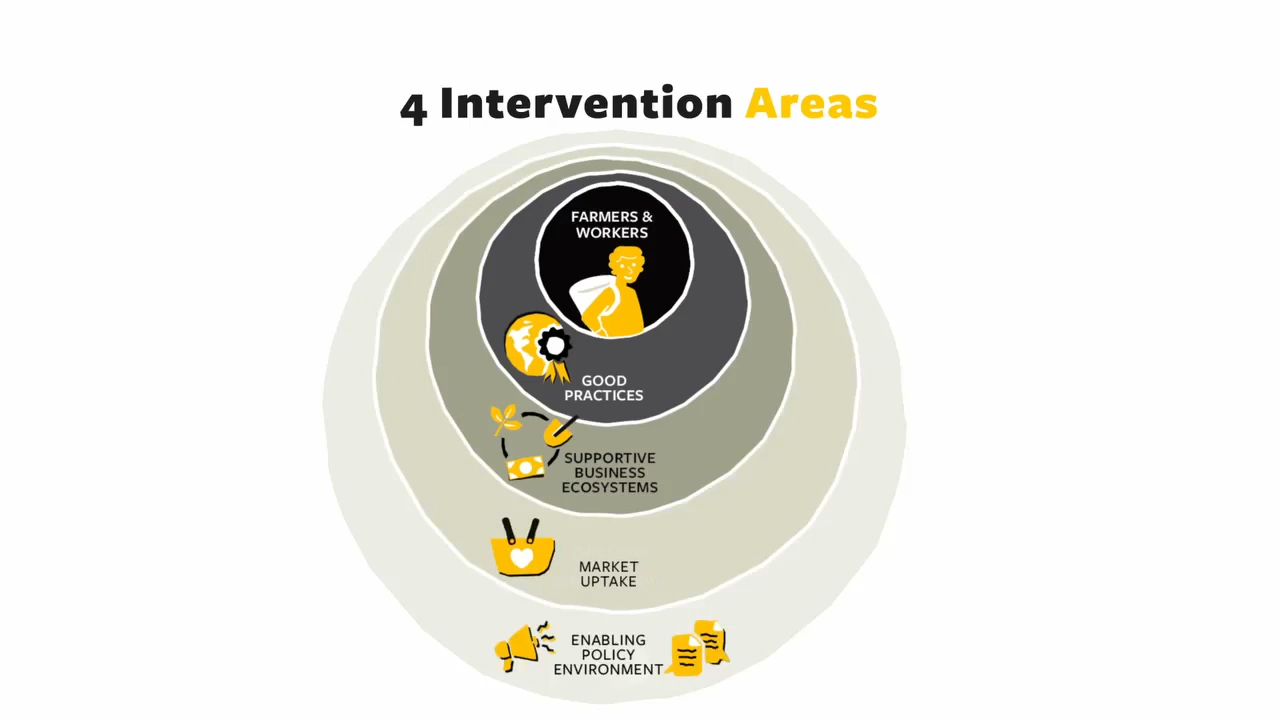 4 Intervention Areas
FARMERS &
WORKERS
GOOD
PRACTICES
SUPPORTIVE
BUSINESS
ECOSYSTEMS
MARKET
UPTAKE
ENABLING
POLICY
ENVIRONMENT